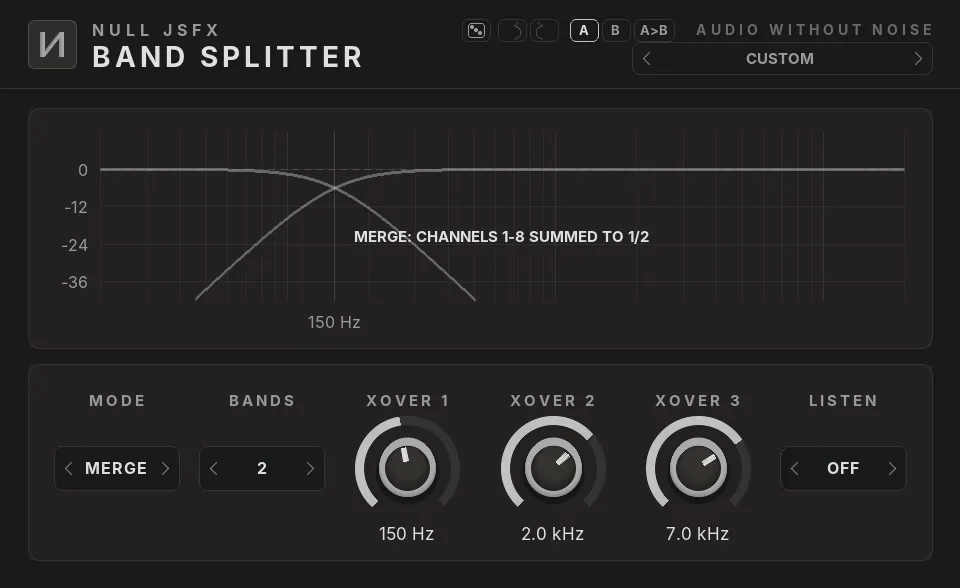 NULL JSFX
BAND SPLITTER
A B A>B
AUDIO WITHOUT NOISE
CUSTOM
0
-12
-24
-36
MERGE: CHANNELS 1-8 SUMMED TO 1/2
150 Hz
MODE BANDS XOVER 1 XOVER 2 XOVER 3 LISTEN
MERGE 2 OFF
150 Hz 2.0 kHz 7.0 kHz